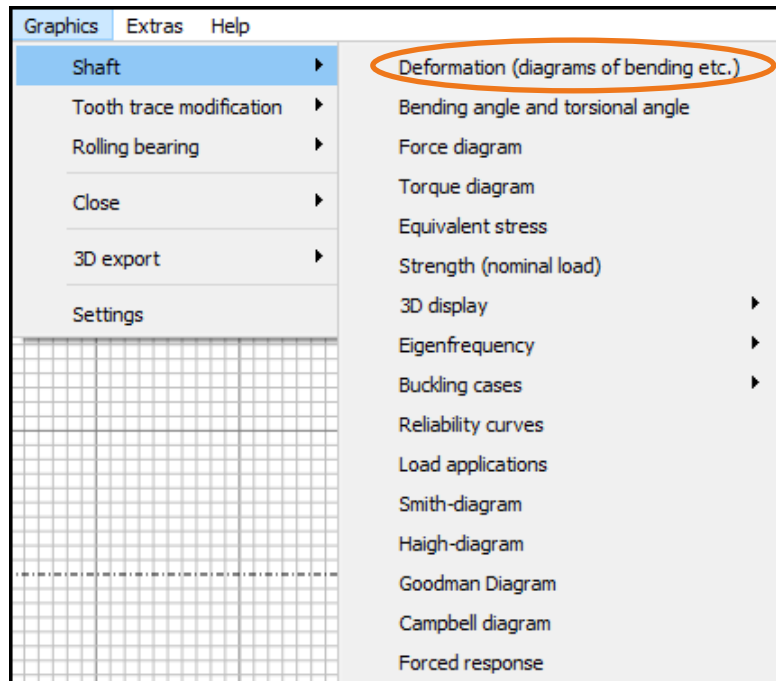 Graphics Extras Help
Shaft
Tooth trace modification
Rolling bearing
Close
3D export
Settings
Deformation (diagrams of bending etc.)
Bending angle and torsional angle
Force diagram
Torque diagram
Equivalent stress
Strength (nominal load)
3D display
Eigenfrequency
Buckling cases
Reliability curves
Load applications
Smith-diagram
Haigh-diagram
Goodman Diagram
Campbell diagram
Forced response